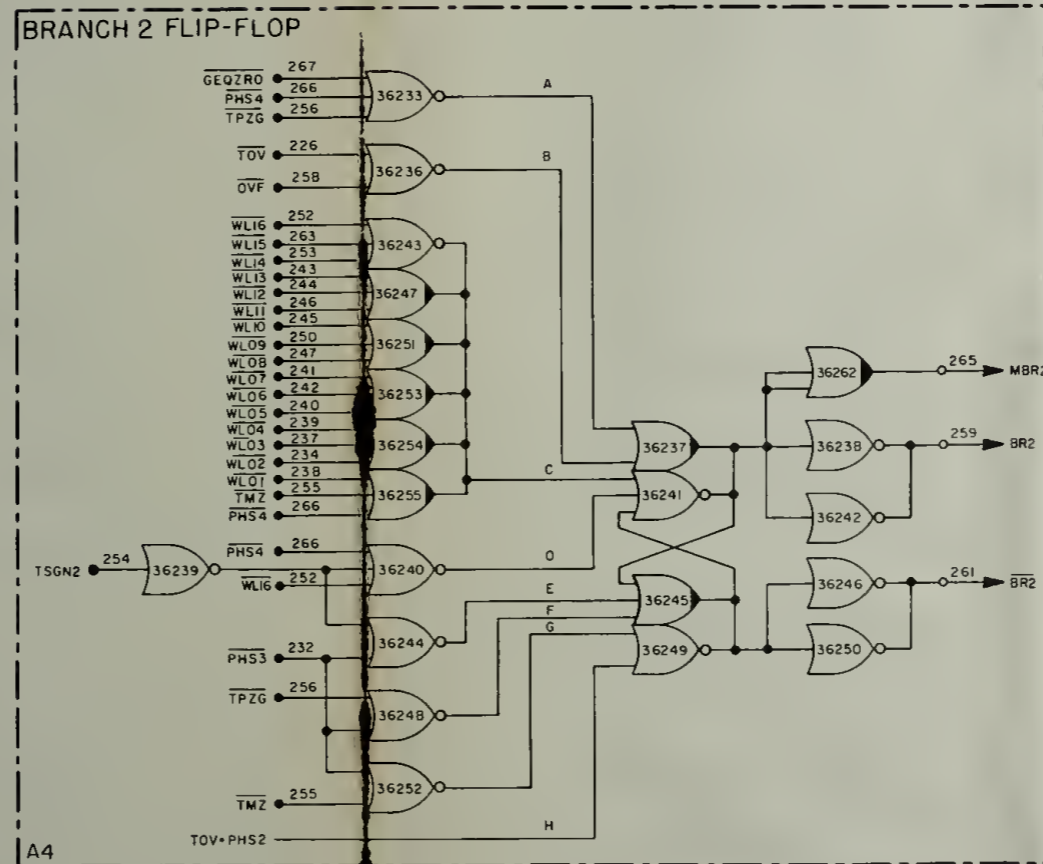 BRANCH 2 FLIP-FLOP
GEQZRO 267
PHS4 266
TPZG 256
36233
A
TOV 226
OVF 258
36236
B
WL16 252
WL15 263
WL14 253
WL13 243
WL12 244
WL11 246
WL10 245
WL09 250
WL08 247
WL07 241
WL06 242
WL05 240
WL04 239
WL03 237
WL02 234
WL01 238
TMZ 255
PHS4 266
36243
36247
36251
36253
36254
36255
C
TSGN2 254
36239
PHS4 266
WL16 252
36240
O
36244
E
PHS3 232
TPZG 256
36248
F
G
36252
TMZ 255
TOV•PHS2
H
36237
36241
36245
36249
36262
265 MBR2
36238
259 BR2
36242
36246
261 BR2
36250
A4